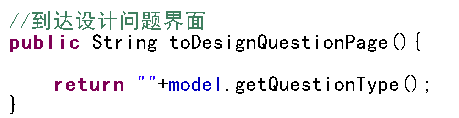 //到达设计问题界面
public String toDesignQuestionPage(){
return ""+model.getQuestionType();
}